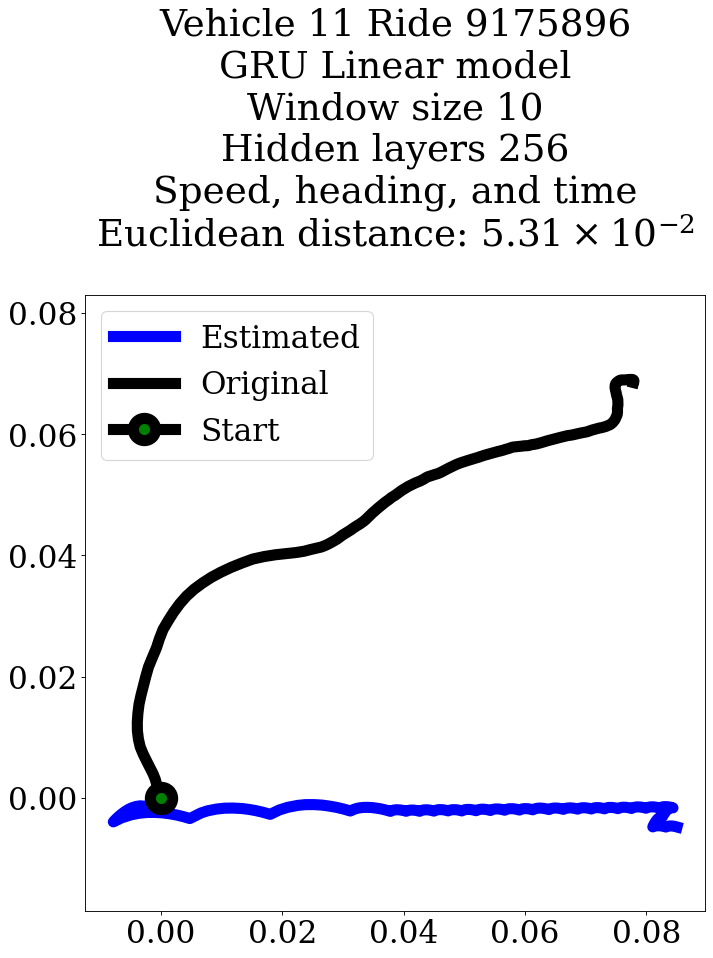 Vehicle 11 Ride 9175896
GRU Linear model
Window size 10
Hidden layers 256
Speed, heading, and time
Euclidean distance: 5.31 × 10⁻²
Estimated
Original
Start
0.08
0.06
0.04
0.02
0.00
0.00 0.02 0.04 0.06 0.08